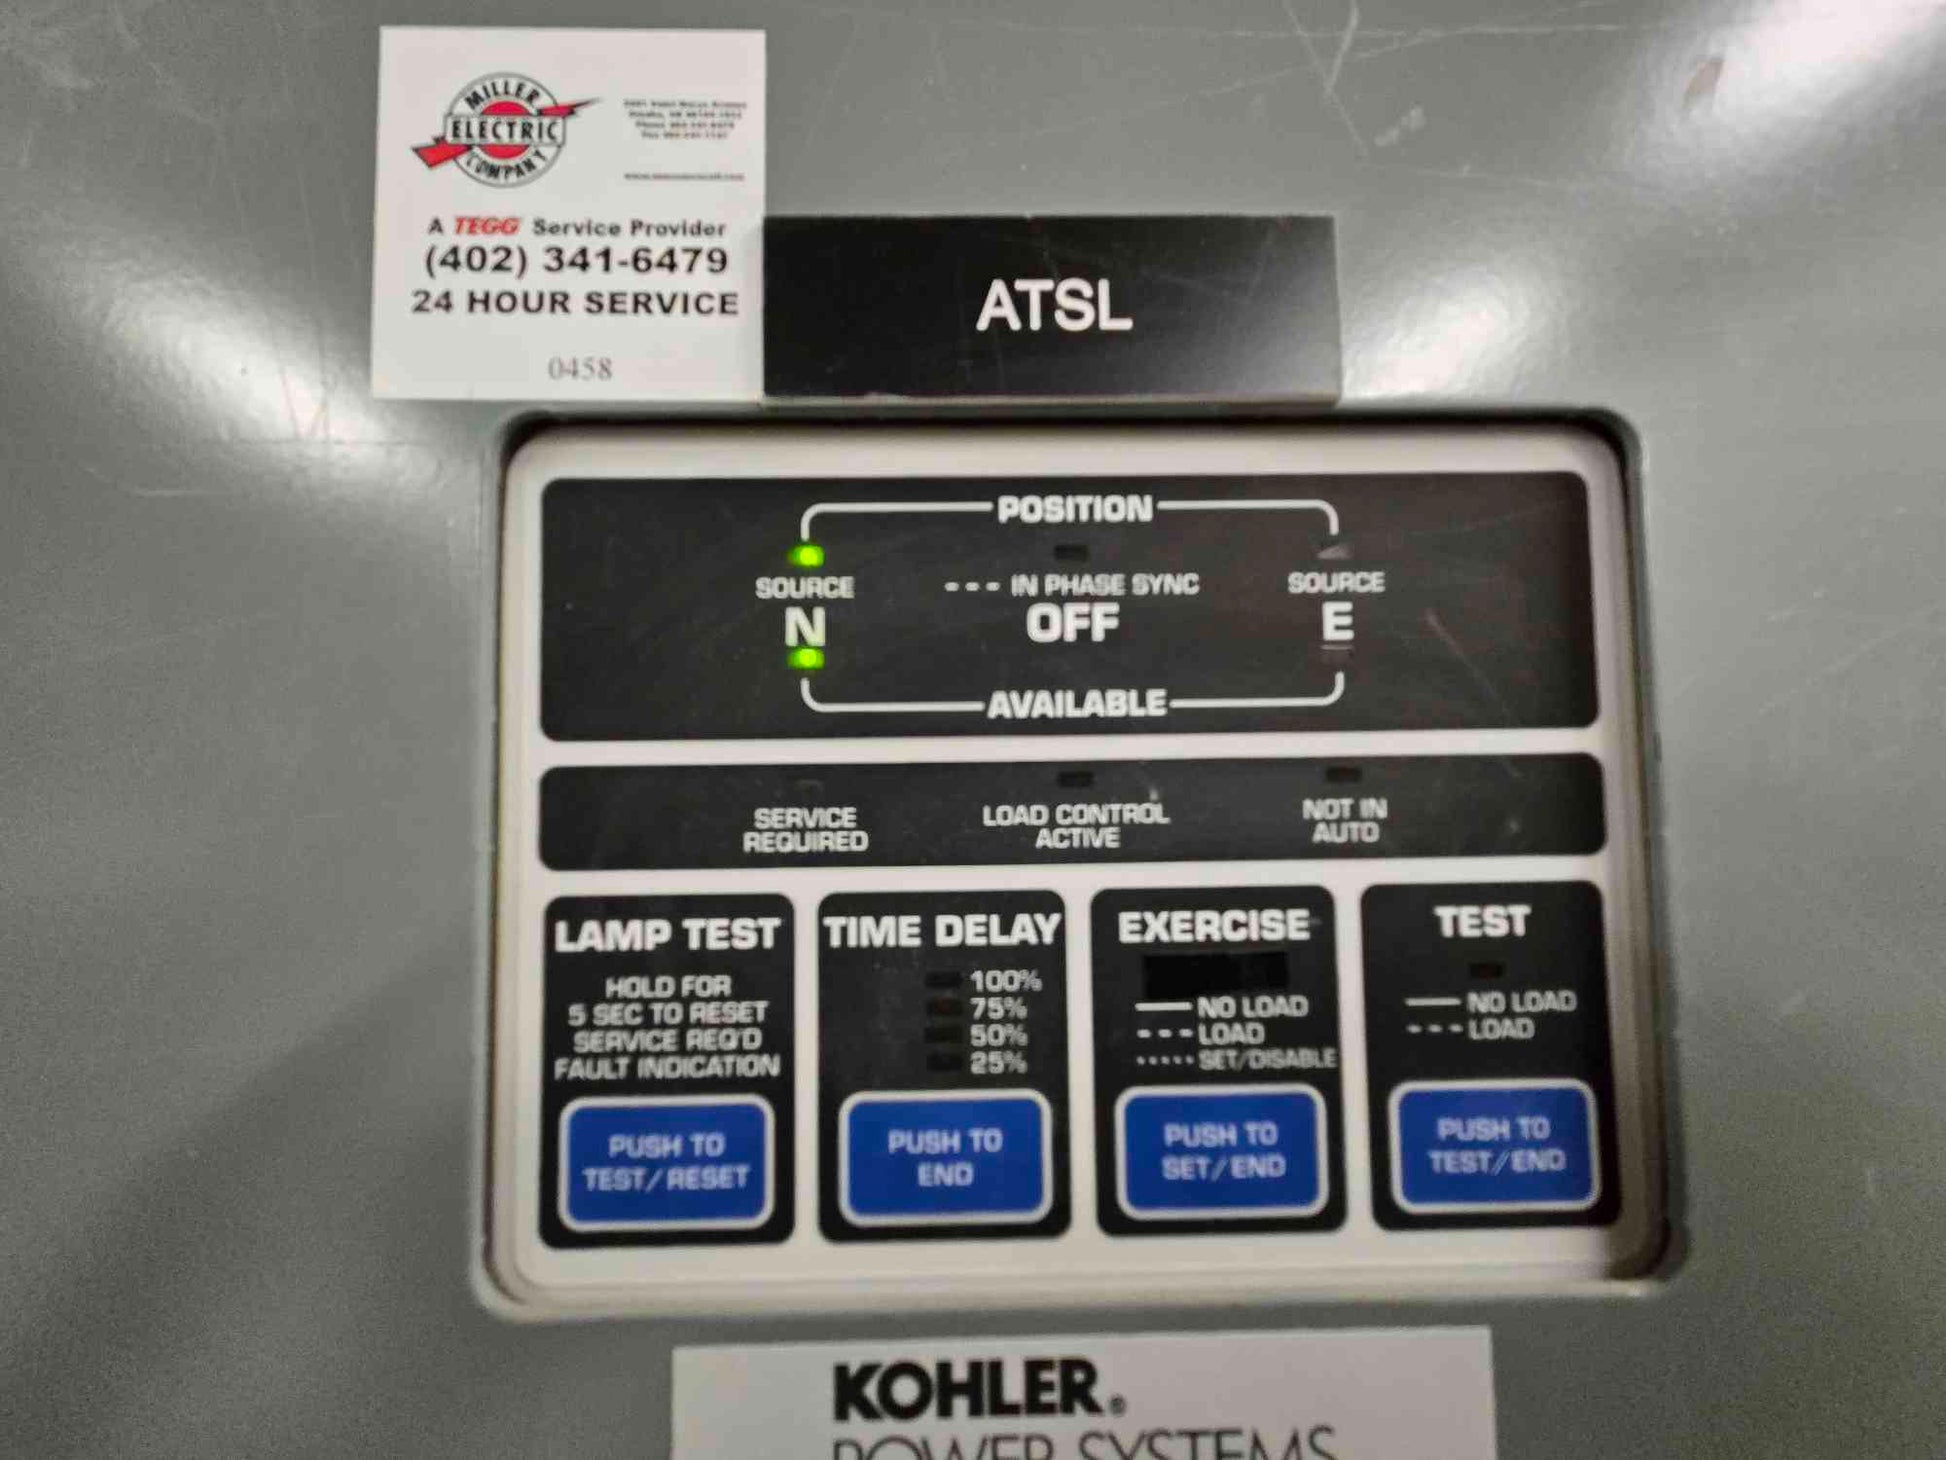 MILLER
ELECTRIC
COMPANY
A TEGG Service Provider
(402) 341-6479
24 HOUR SERVICE
0458
ATSL
POSITION
SOURCE
N
--- IN PHASE SYNC
OFF
SOURCE
E
AVAILABLE
SERVICE
REQUIRED
LOAD CONTROL
ACTIVE
NOT IN
AUTO
LAMP TEST
HOLD FOR
5 SEC TO RESET
SERVICE REQ'D
FAULT INDICATION
PUSH TO
TEST/RESET
TIME DELAY
100%
75%
50%
25%
PUSH TO
END
EXERCISE
NO LOAD
LOAD
SET/DISABLE
PUSH TO
SET/END
TEST
NO LOAD
LOAD
PUSH TO
TEST/END
KOHLER®
POWER SYSTEMS